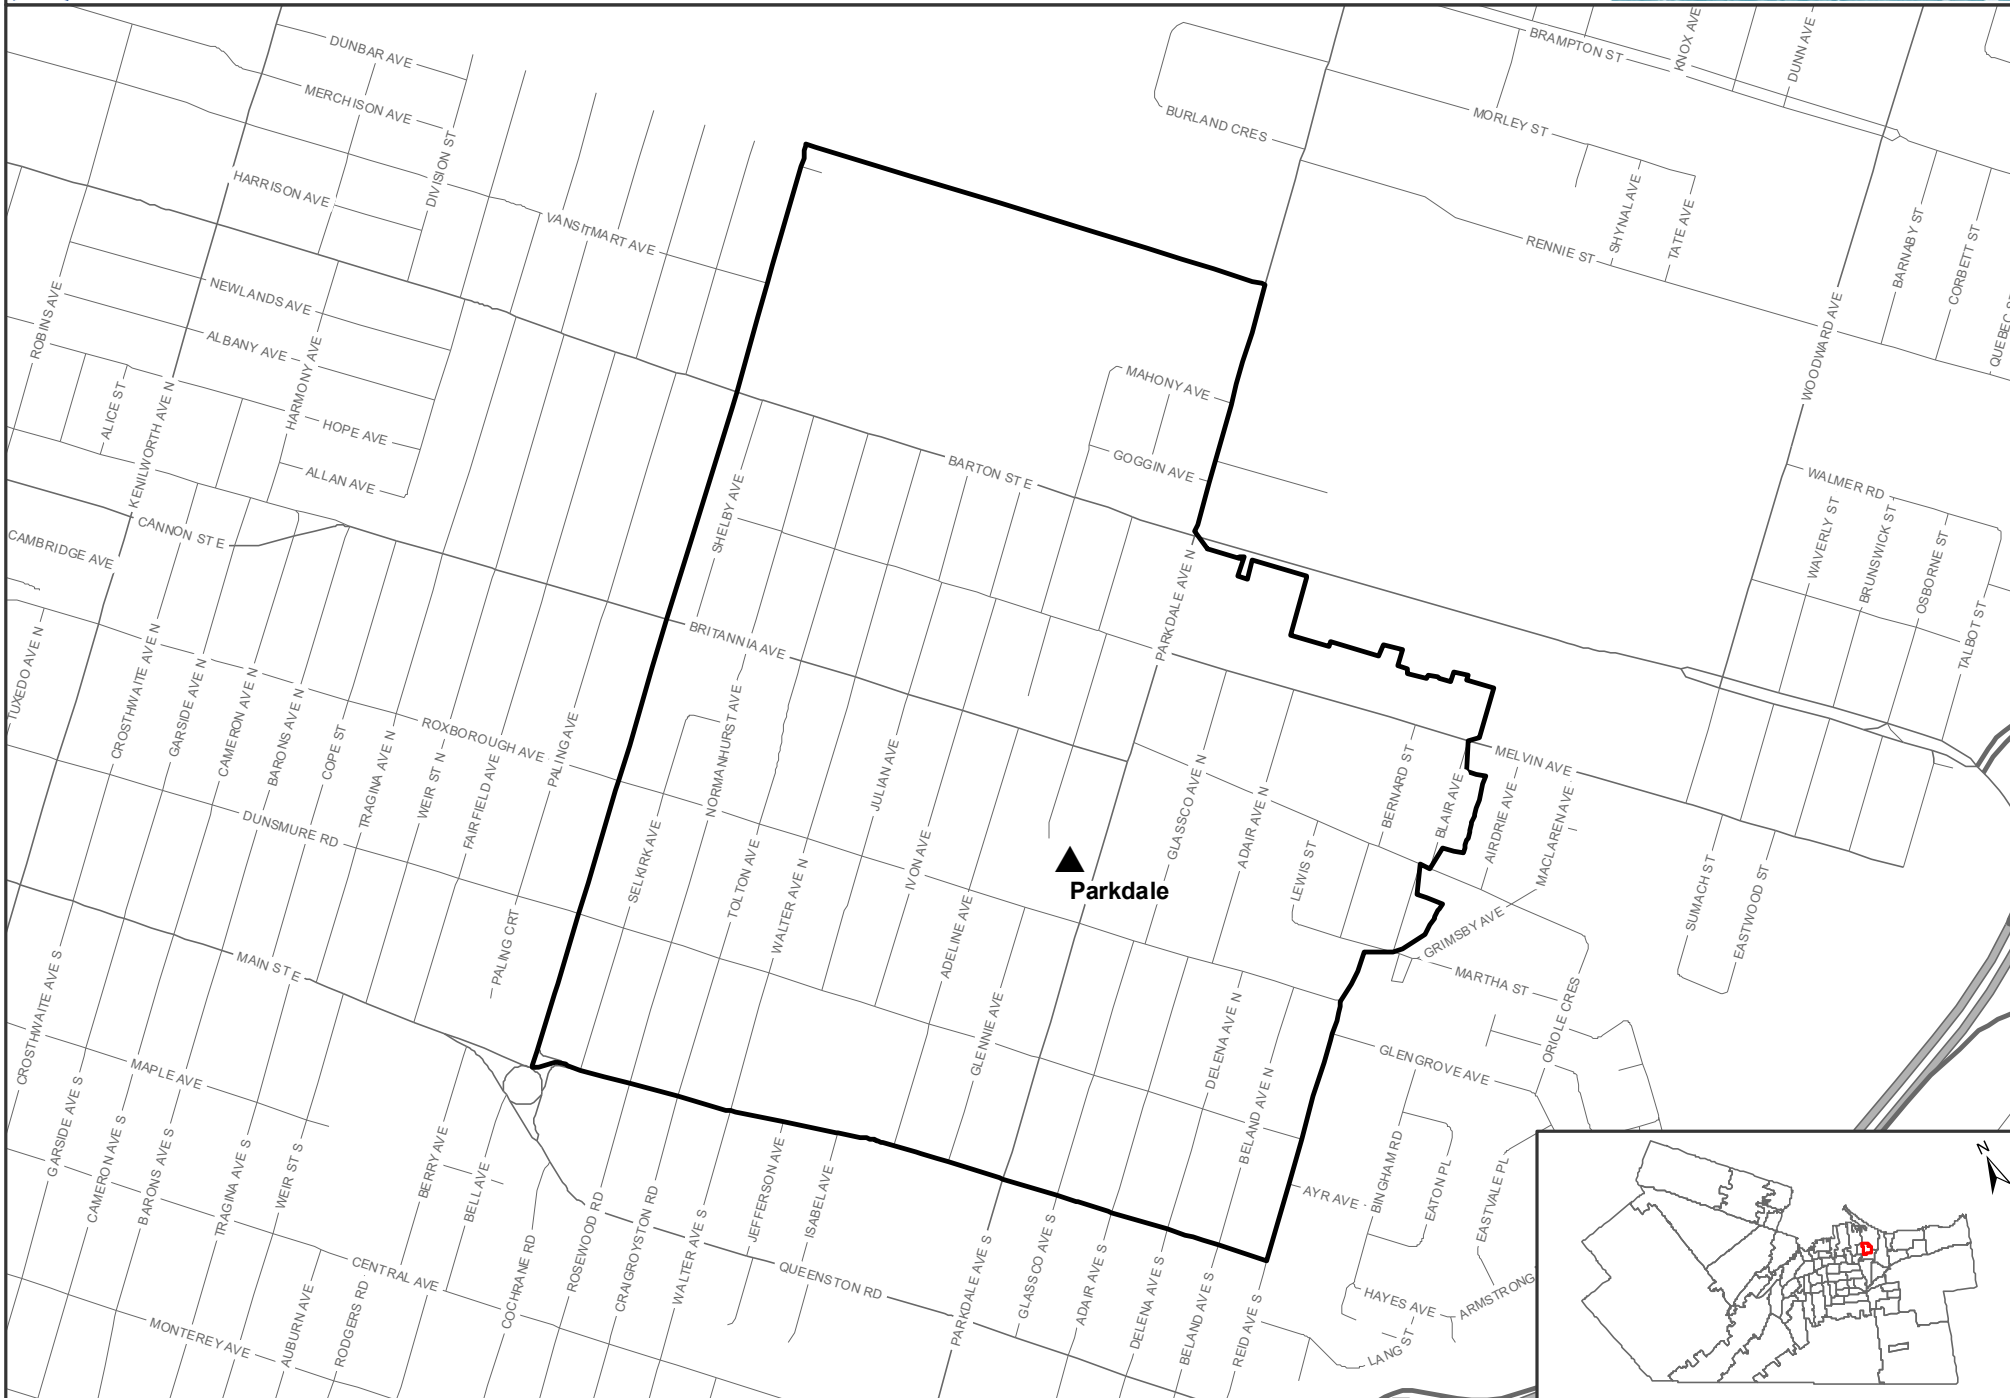 DUNBAR AVE
MERCHISON AVE
HARRISON AVE
DIVISION ST
VANSITMART AVE
BURLAND CRES
BRAMPTON ST
KNOX AVE
DUNN AVE
MORLEY ST
SHYNAL AVE
TATE AVE
RENNIE ST
BARNABY ST
CORBETT ST
QUEBEC
ROBINS AVE
NEWLANDS AVE
ALBANY AVE
HARMONY AVE
ALICE ST
HOPE AVE
ALLAN AVE
KENILWORTH AVE N
CANNON ST E
CAMBRIDGE AVE
WOODWARD AVE
MAHONY AVE
GOGGIN AVE
BARTON ST E
SHELBY AVE
WALMER RD
WAVERLY ST
BRUNSWICK ST
OSBORNE ST
TALBOT ST
PARKDALE AVE N
BRITANNIA AVE
TUXEDO AVE N
CROSTHWAITE AVE N
GARSIDE AVE N
CAMERON AVE N
BARONS AVE N
COPE ST
TRAGINA AVE N
WEIR ST N
FAIRFIELD AVE
PALING AVE
ROXBOROUGH AVE
NORMANHURST AVE
JULIAN AVE
GLASSCO AVE N
ADAIR AVE N
BERNARD ST
BLAIR AVE
MELVIN AVE
AIRDRIE AVE
MACLAREN AVE
DUNSMURE RD
SELKIRK AVE
TOLTON AVE
WALTER AVE N
IVON AVE
ADELINE AVE
Parkdale
LEWIS ST
GRIMSBY AVE
SUMACH ST
EASTWOOD ST
MAIN ST E
PALING CRT
MARTHA ST
ORIOLE CRES
CROSTHWAITE AVE S
GLENNIE AVE
DELENA AVE N
BELAND AVE N
GLENGROVE AVE
MAPLE AVE
GARSIDE AVE S
CAMERON AVE S
BARONS AVE S
TRAGINA AVE S
WEIR ST S
BERRY AVE
BELL AVE
JEFFERSON AVE
ISABEL AVE
AYR AVE
BINGHAM RD
EATON PL
EASTVALE PL
N
CENTRAL AVE
COCHRANE RD
ROSEWOOD RD
CRAIGROYSTON RD
WALTER AVE S
QUEENSTON RD
PARKDALE AVE S
GLASSCO AVE S
ADAIR AVE S
DELENA AVE S
BELAND AVE S
REID AVE S
HAYES AVE
ARMSTRONG
LANG ST
MONTEREY AVE
AUBURN AVE
RODGERS RD